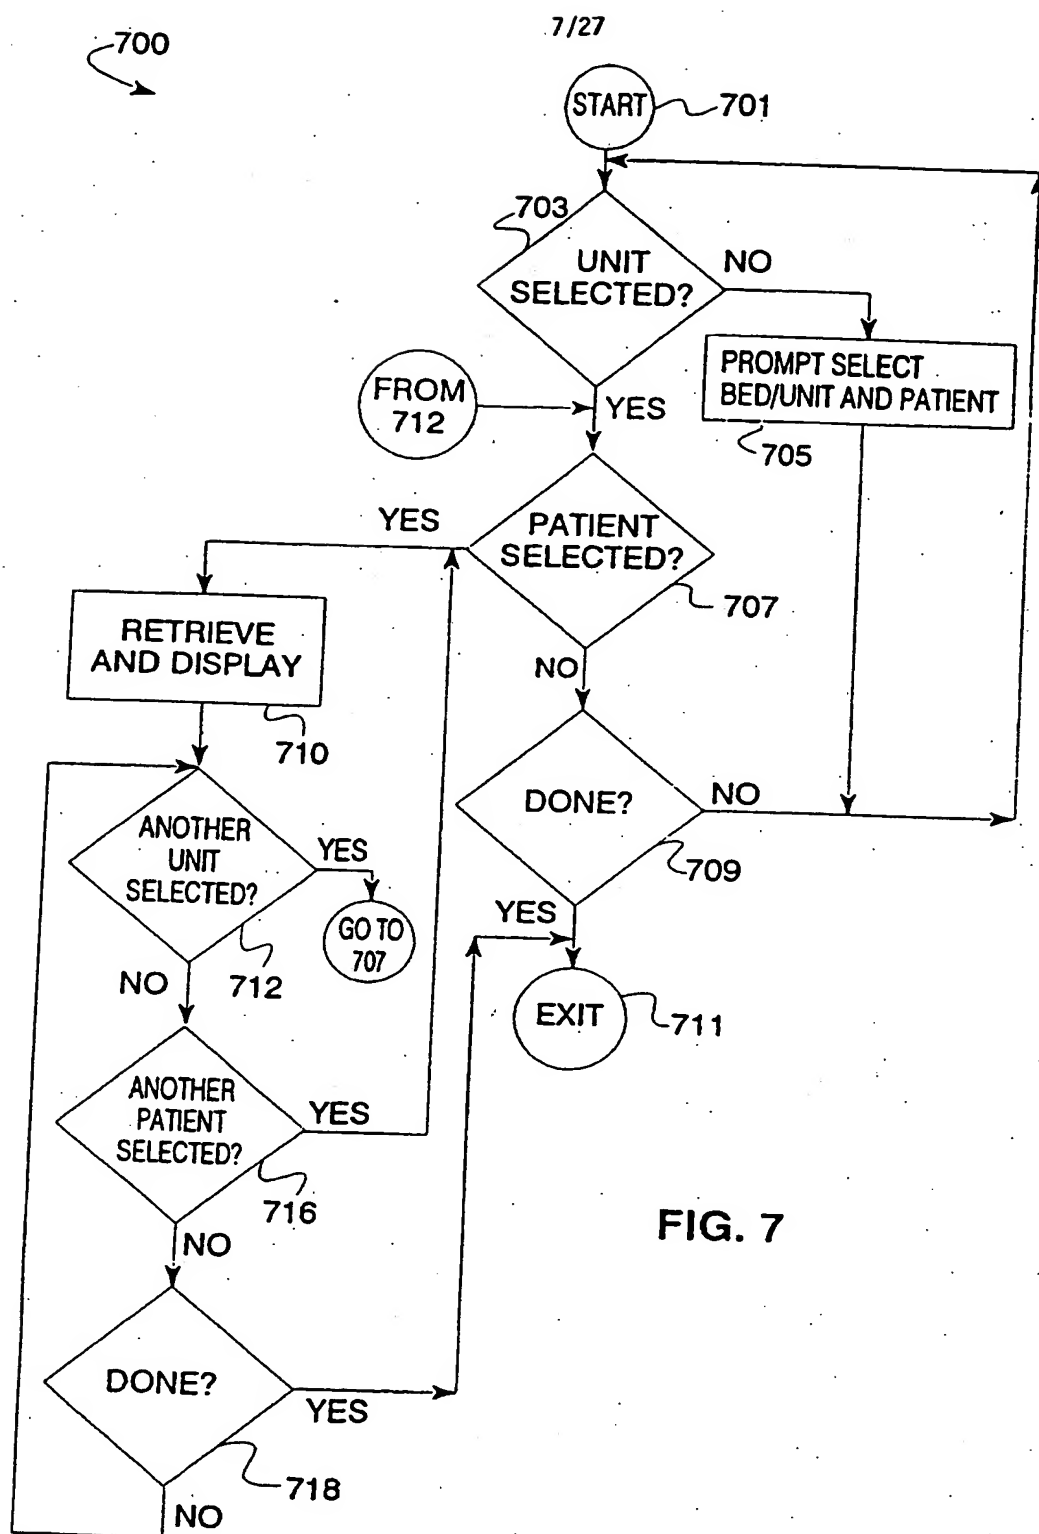 7/27
700
START
701
703
UNIT
SELECTED?
NO
PROMPT SELECT
BED/UNIT AND PATIENT
705
FROM
712
YES
YES
PATIENT
SELECTED?
707
RETRIEVE
AND DISPLAY
710
NO
DONE?
NO
709
ANOTHER
UNIT
SELECTED?
YES
GO TO
707
712
NO
YES
EXIT
711
ANOTHER
PATIENT
SELECTED?
YES
716
NO
FIG. 7
DONE?
YES
718
NO